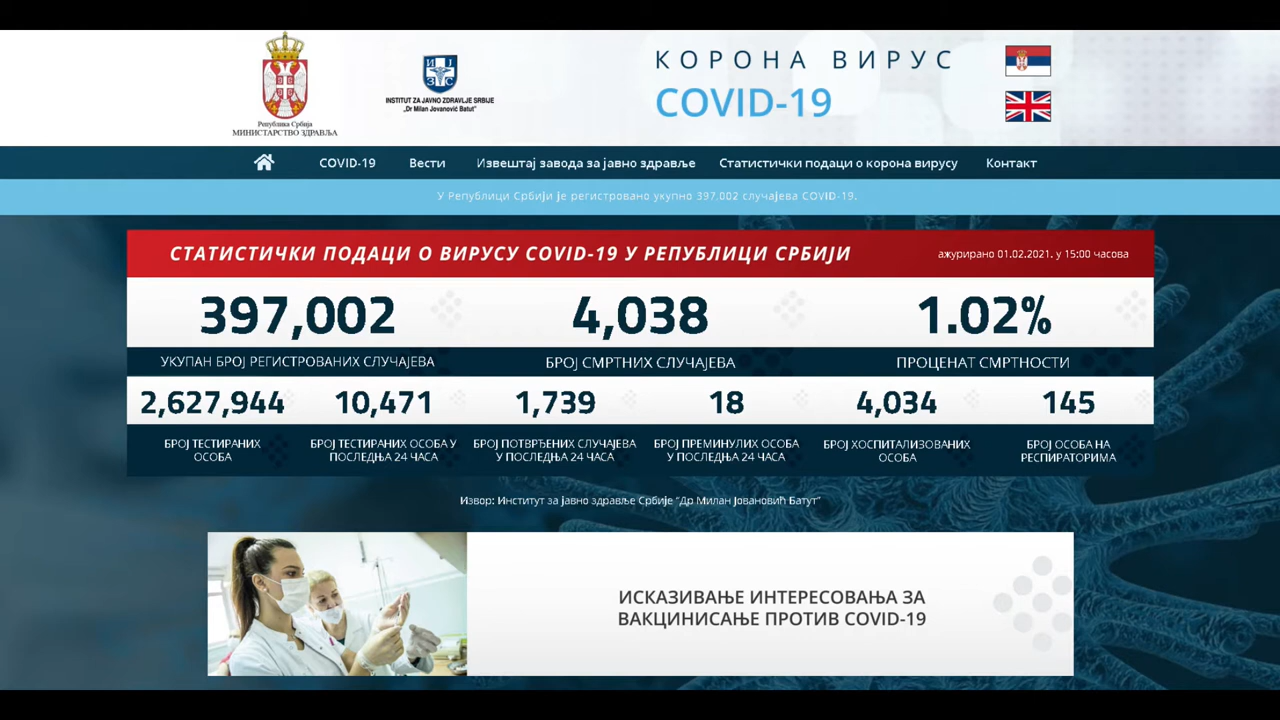 КОРОНА ВИРУС
COVID-19
Република Србија
МИНИСТАРСТВО ЗДРАВЉА
ИЈЗС
INSTITUT ZA JAVNO ZDRAVLJE SRBIJE
„Dr Milan Jovanović Batut"
COVID-19 Вести Извештај завода за јавно здравље Статистички подаци о корона вирусу Контакт
У Републици Србији је регистровано укупно 397.002 случајева COVID-19.
СТАТИСТИЧКИ ПОДАЦИ О ВИРУСУ COVID-19 У РЕПУБЛИЦИ СРБИЈИ ажурирано 01.02.2021. у 15:00 часова
397,002 4,038 1.02%
УКУПАН БРОЈ РЕГИСТРОВАНИХ СЛУЧАЈЕВА БРОЈ СМРТНИХ СЛУЧАЈЕВА ПРОЦЕНАТ СМРТНОСТИ
2,627,944 10,471 1,739 18 4,034 145
БРОЈ ТЕСТИРАНИХ
ОСОБА
БРОЈ ТЕСТИРАНИХ ОСОБА У
ПОСЛЕДЊА 24 ЧАСА
БРОЈ ПОТВРЂЕНИХ СЛУЧАЈЕВА
У ПОСЛЕДЊА 24 ЧАСА
БРОЈ ПРЕМИНУЛИХ ОСОБА
У ПОСЛЕДЊА 24 ЧАСА
БРОЈ ХОСПИТАЛИЗОВАНИХ
ОСОБА
БРОЈ ОСОБА НА
РЕСПИРАТОРИМА
Извор: Институт за јавно здравље Србије "Др Милан Јовановић Батут"
ИСКАЗИВАЊЕ ИНТЕРЕСОВАЊА ЗА
ВАКЦИНИСАЊЕ ПРОТИВ COVID-19